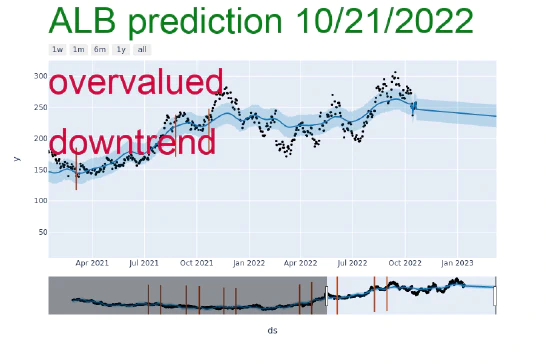 ALB prediction 10/21/2022
1w 1m 6m 1y all
overvalued
downtrend
300
250
200
150
100
50
y
Apr 2021 Jul 2021 Oct 2021 Jan 2022 Apr 2022 Jul 2022 Oct 2022 Jan 2023
ds